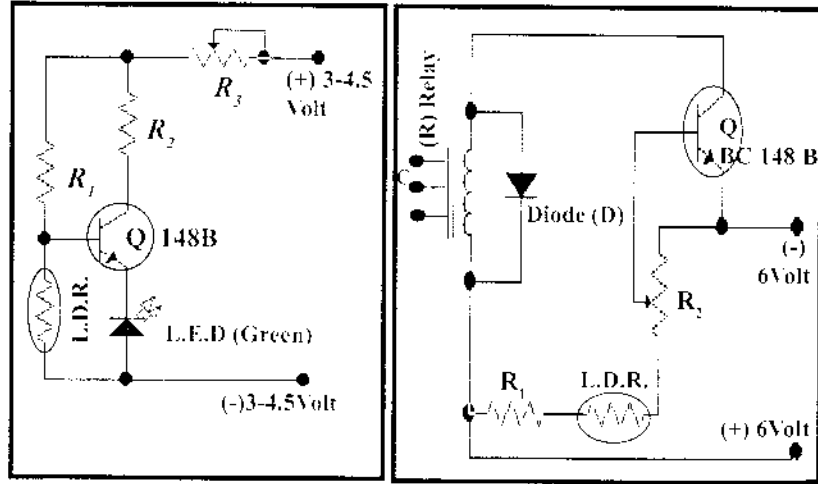 R3
(+) 3-4.5
Volt
R2
R1
Q 148B
L.D.R.
L.E.D (Green)
(-)3-4.5Volt
(R) Relay
C
Q
BC 148 B
Diode (D)
(-)
6Volt
R2
R1
L.D.R.
(+) 6Volt